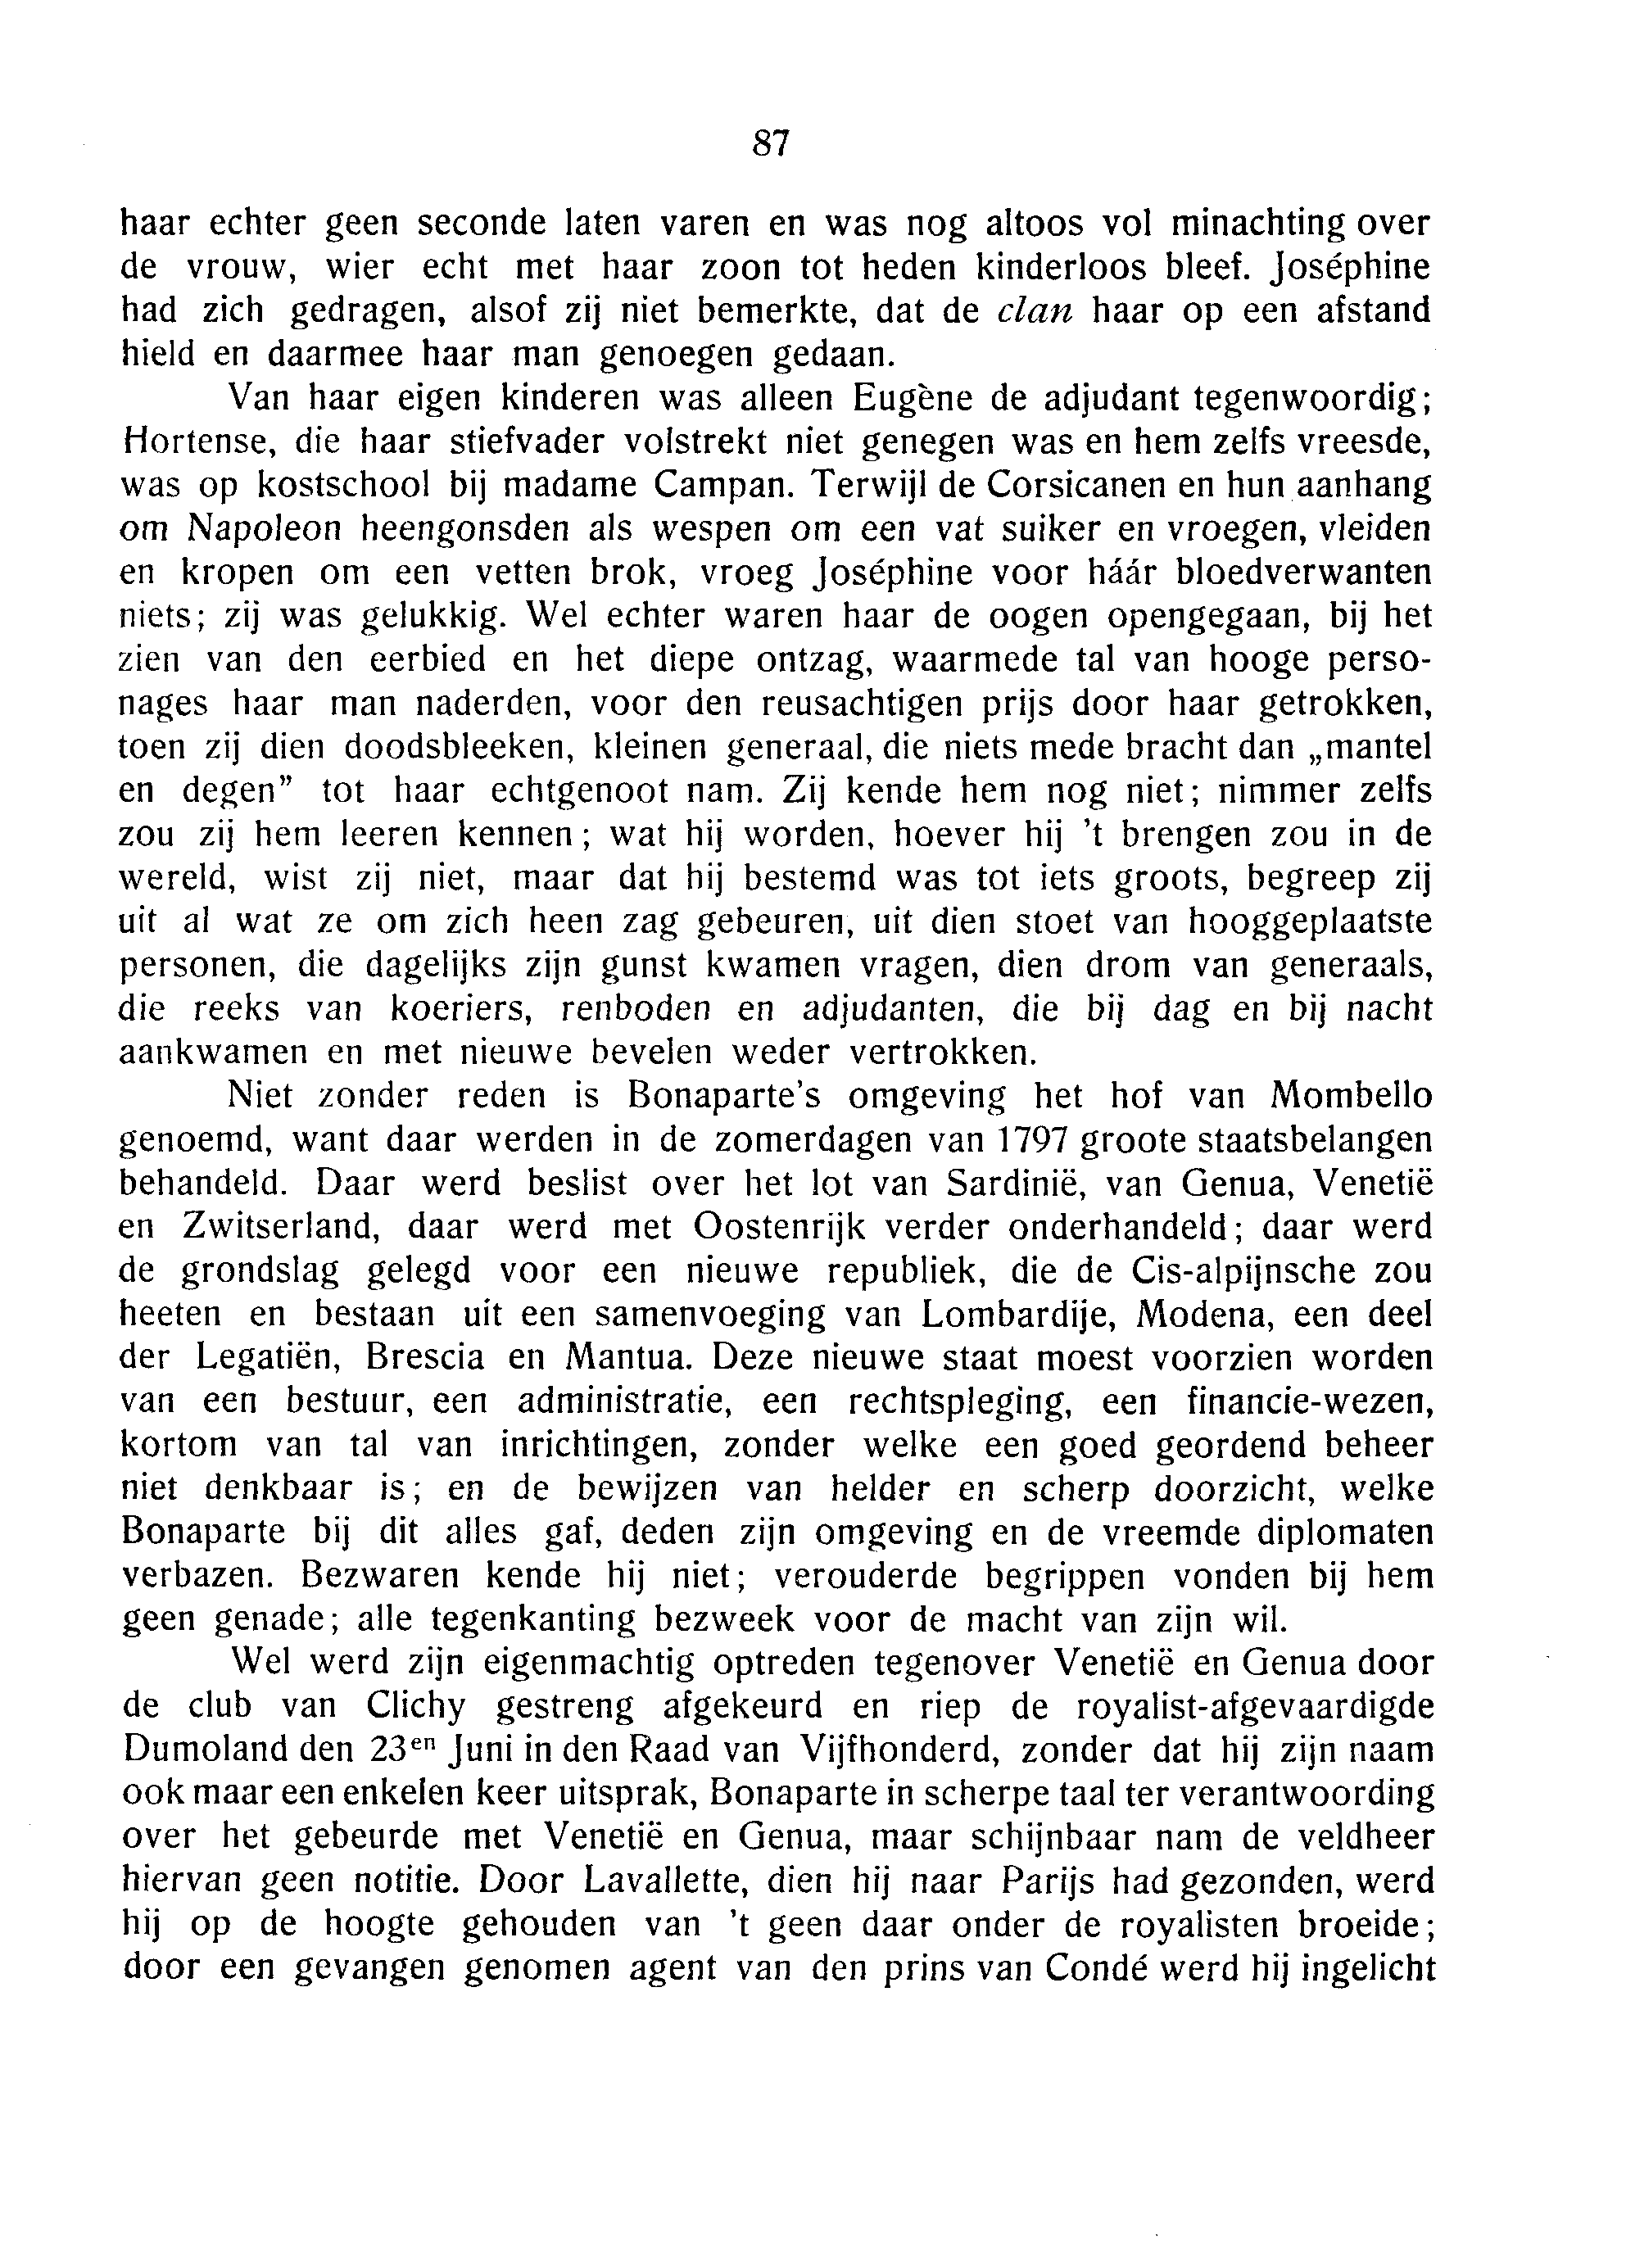 87
haar echter geen seconde laten varen en was nog altoos vol minachting over
de vrouw, wier echt met haar zoon tot heden kinderloos bleef. Joséphine
had zich gedragen, alsof zij niet bemerkte, dat de clan haar op een afstand
hield en daarmee haar man genoegen gedaan.
Van haar eigen kinderen was alleen Eugène de adjudant tegenwoordig;
Hortense, die haar stiefvader volstrekt niet genegen was en hem zelfs vreesde,
was op kostschool bij madame Campan. Terwijl de Corsicanen en hun aanhang
om Napoleon heengonsden als wespen om een vat suiker en vroegen, vleiden
en kropen om een vetten brok, vroeg Joséphine voor háár bloedverwanten
niets; zij was gelukkig. Wel echter waren haar de oogen opengegaan, bij het
zien van den eerbied en het diepe ontzag, waarmede tal van hooge perso-
nages haar man naderden, voor den reusachtigen prijs door haar getrokken,
toen zij dien doodsbleeken, kleinen generaal, die niets mede bracht dan „mantel
en degen” tot haar echtgenoot nam. Zij kende hem nog niet; nimmer zelfs
zou zij hem leeren kennen; wat hij worden, hoever hij 't brengen zou in de
wereld, wist zij niet, maar dat hij bestemd was tot iets groots, begreep zij
uit al wat ze om zich heen zag gebeuren, uit dien stoet van hooggeplaatste
personen, die dagelijks zijn gunst kwamen vragen, dien drom van generaals,
die reeks van koeriers, renboden en adjudanten, die bij dag en bij nacht
aankwamen en met nieuwe bevelen weder vertrokken.
Niet zonder reden is Bonaparte's omgeving het hof van Mombello
genoemd, want daar werden in de zomerdagen van 1797 groote staatsbelangen
behandeld. Daar werd beslist over het lot van Sardinië, van Genua, Venetië
en Zwitserland, daar werd met Oostenrijk verder onderhandeld; daar werd
de grondslag gelegd voor een nieuwe republiek, die de Cis-alpijnsche zou
heeten en bestaan uit een samenvoeging van Lombardije, Modena, een deel
der Legatiën, Brescia en Mantua. Deze nieuwe staat moest voorzien worden
van een bestuur, een administratie, een rechtspleging, een financie-wezen,
kortom van tal van inrichtingen, zonder welke een goed geordend beheer
niet denkbaar is; en de bewijzen van helder en scherp doorzicht, welke
Bonaparte bij dit alles gaf, deden zijn omgeving en de vreemde diplomaten
verbazen. Bezwaren kende hij niet; verouderde begrippen vonden bij hem
geen genade; alle tegenkanting bezweek voor de macht van zijn wil.
Wel werd zijn eigenmachtig optreden tegenover Venetië en Genua door
de club van Clichy gestreng afgekeurd en riep de royalist-afgevaardigde
Dumoland den 23en Juni in den Raad van Vijfhonderd, zonder dat hij zijn naam
ook maar een enkelen keer uitsprak, Bonaparte in scherpe taal ter verantwoording
over het gebeurde met Venetië en Genua, maar schijnbaar nam de veldheer
hiervan geen notitie. Door Lavallette, dien hij naar Parijs had gezonden, werd
hij op de hoogte gehouden van 't geen daar onder de royalisten broeide;
door een gevangen genomen agent van den prins van Condé werd hij ingelicht